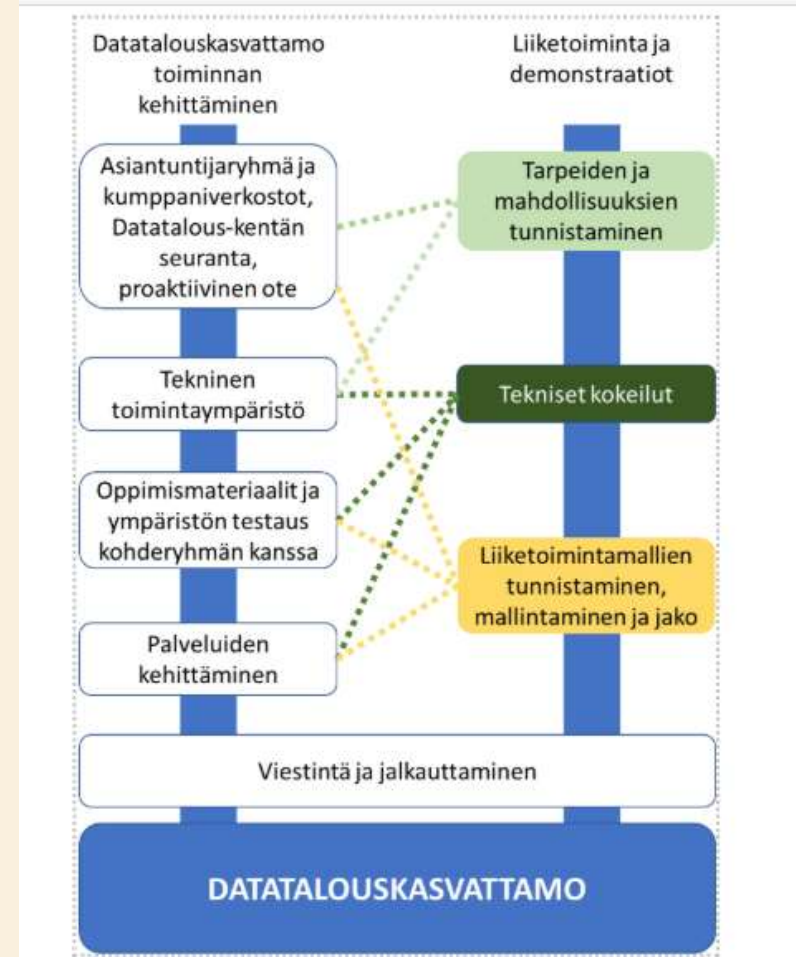 Datatalouskasvattamo
toiminnan
kehittäminen
Asiantuntijaryhmä ja
kumppaniverkostot,
Datatalous-kentän
seuranta,
proaktiivinen ote
Tekninen
toimintaympäristö
Oppimismateriaalit ja
ympäristön testaus
kohderyhmän kanssa
Palveluiden
kehittäminen
Liiketoiminta ja
demonstraatiot
Tarpeiden ja
mahdollisuuksien
tunnistaminen
Tekniset kokeilut
Liiketoimintamallien
tunnistaminen,
mallintaminen ja jako
Viestintä ja jalkauttaminen
DATATALOUSKASVATTAMO